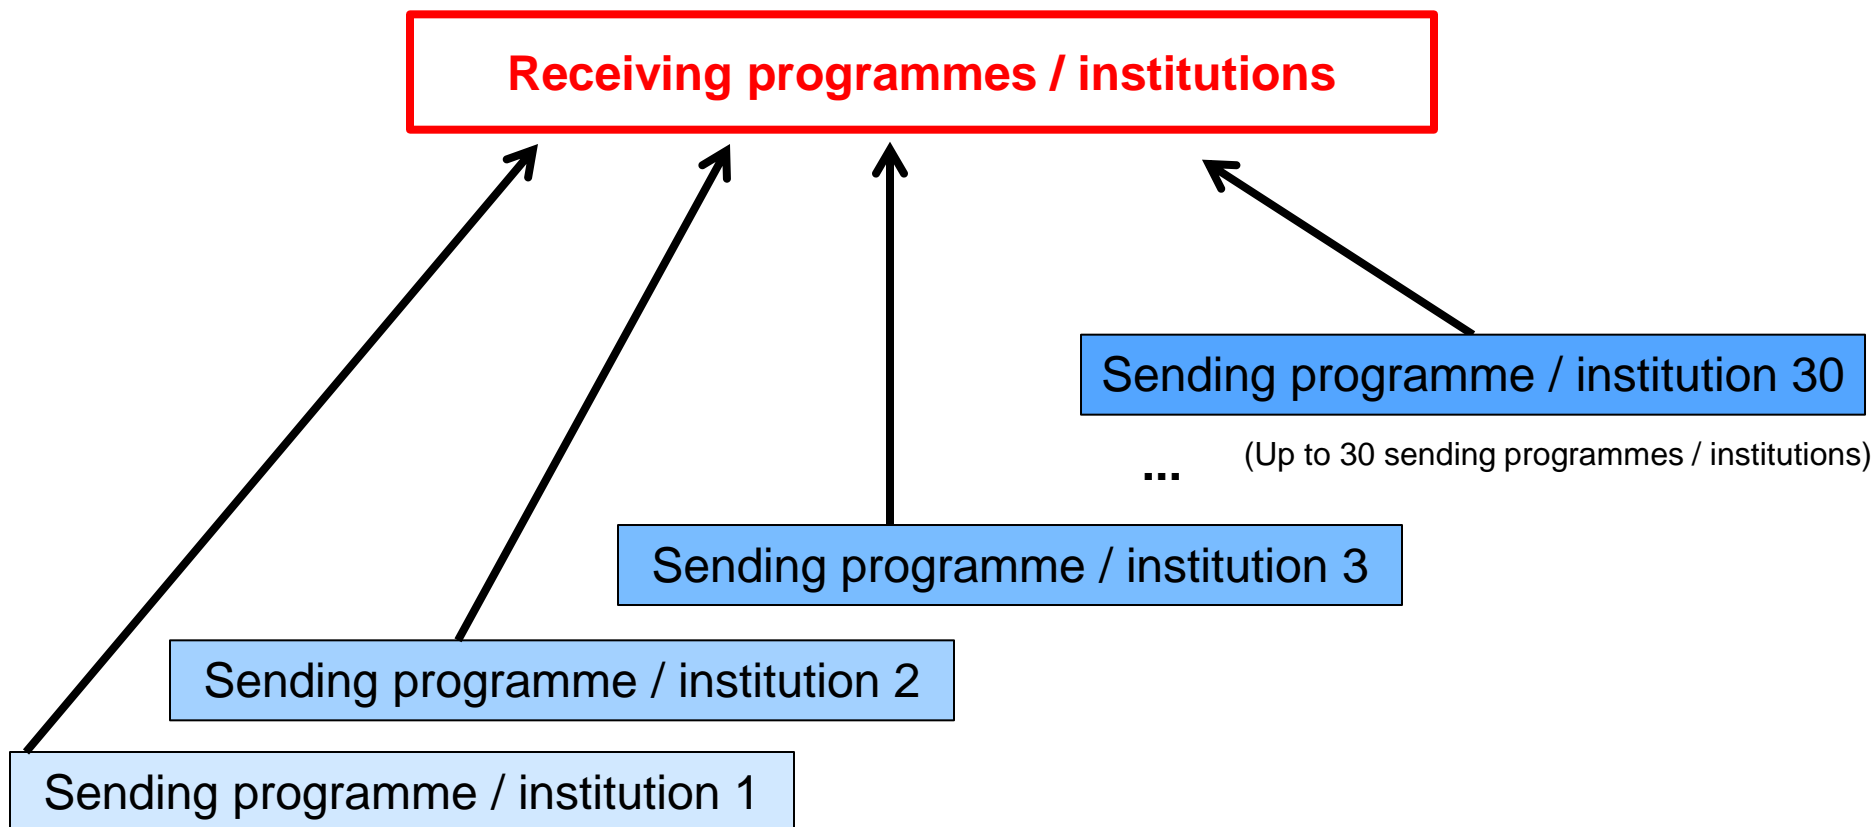 Receiving programmes / institutions
Sending programme / institution 30
(Up to 30 sending programmes / institutions)
...
Sending programme / institution 3
Sending programme / institution 2
Sending programme / institution 1